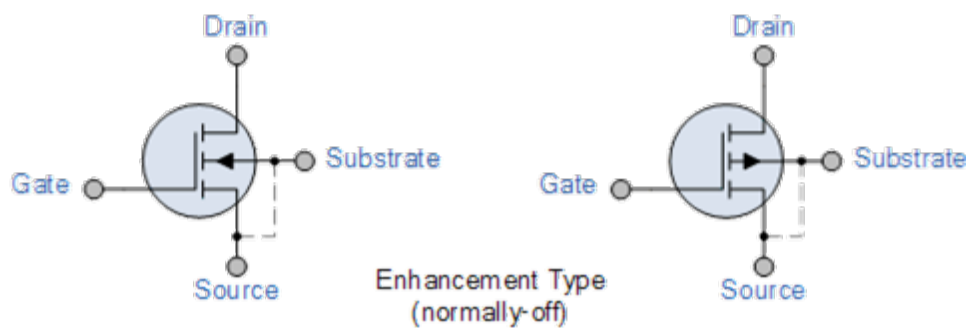 Drain
Drain
Substrate
Substrate
Gate
Gate
Source
Enhancement Type
(normally-off)
Source